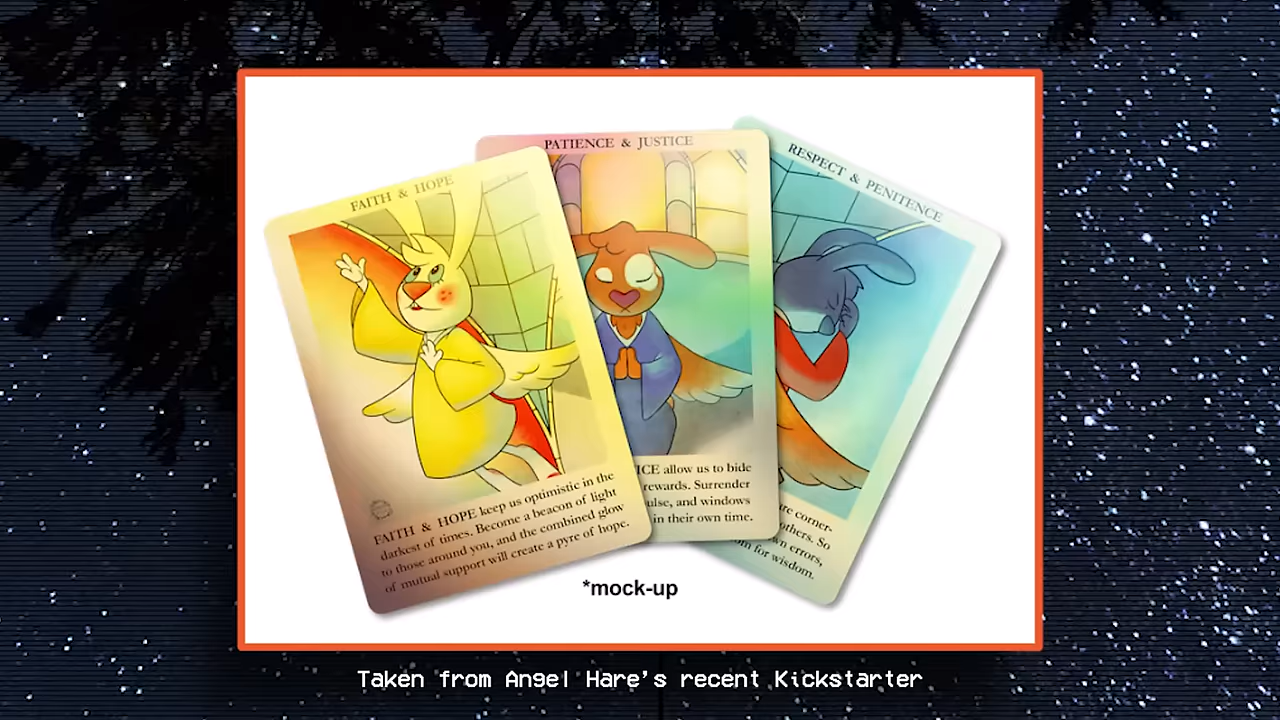 FAITH & HOPE
FAITH & HOPE keep us optimistic in the
darkest of times. Become a beacon of light
to those around you, and the combined glow
of mutual support will create a pyre of hope.
PATIENCE & JUSTICE
ICE allow us to bide
rewards. Surrender
ulse, and windows
in their own time.
RESPECT & PENITENCE
re corner-
others. So
wn errors,
om for wisdom.
*mock-up
Taken from Angel Hare's recent Kickstarter